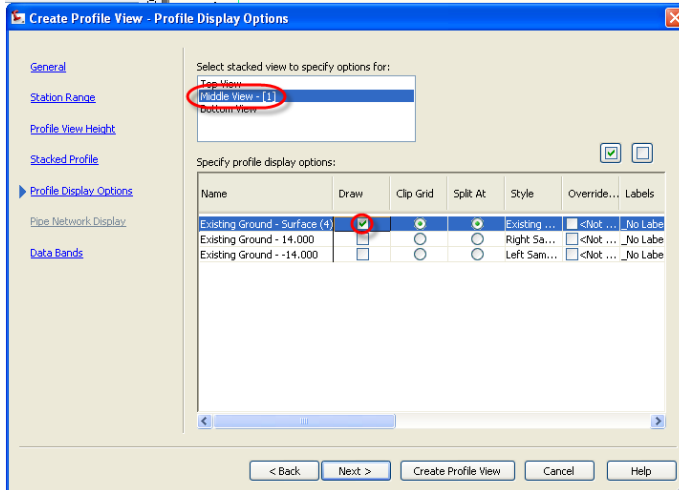 Create Profile View - Profile Display Options
General
Station Range
Profile View Height
Stacked Profile
Profile Display Options
Pipe Network Display
Data Bands
Select stacked view to specify options for:
Top View
Middle View - [1]
Bottom View
Specify profile display options:
Name Draw Clip Grid Split At Style Override... Labels
Existing Ground - Surface (4) Existing ... <Not ... _No Labe
Existing Ground - 14.000 Right Sa... <Not ... _No Labe
Existing Ground - -14.000 Left Sam... <Not ... _No Labe
< Back Next > Create Profile View Cancel Help